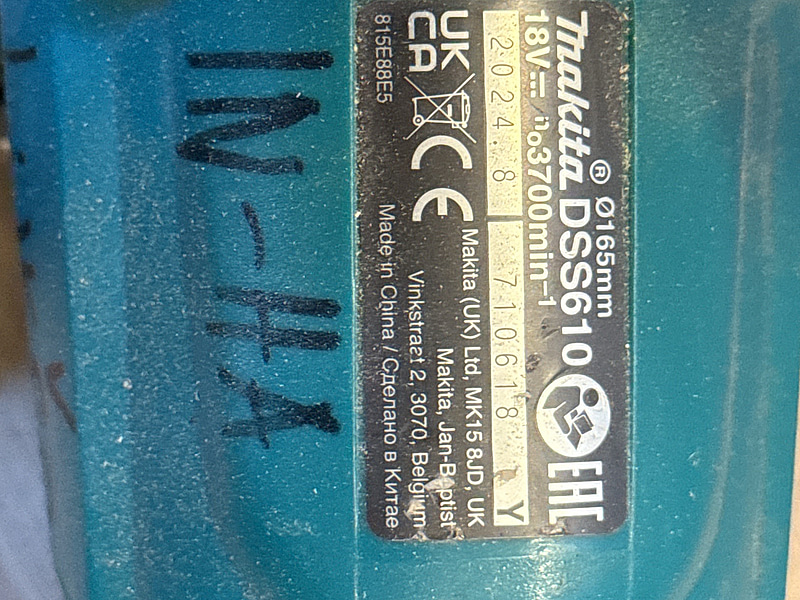 makita® DSS610
Ø165mm
18V⎓ n₀3700min⁻¹
EAC
2024.8 710618 Y
UK
CA
CE
Makita (UK) Ltd, MK15 8JD, UK
Makita, Jan-Baptist
Vinkstraat 2, 3070, Belgium
815E88E5
Made in China / Сделано в Китае
IN-HA